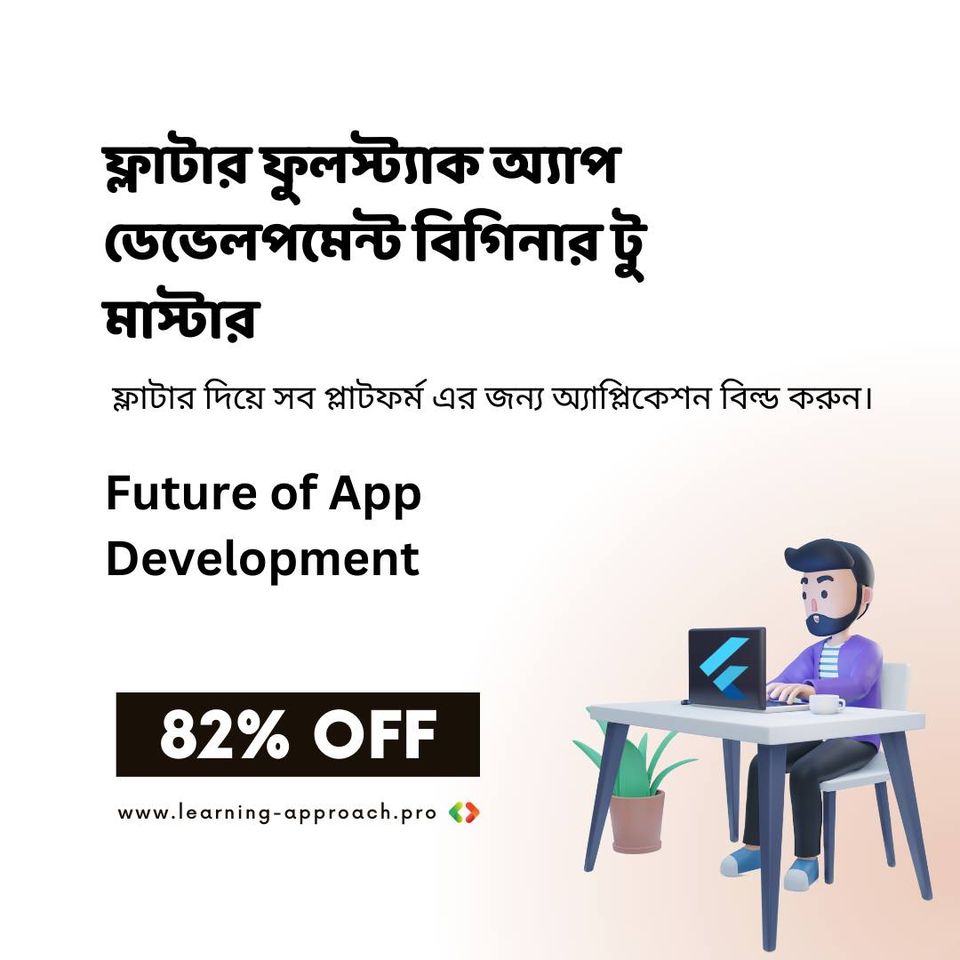 ফ্লাটার ফুলস্ট্যাক অ্যাপ
ডেভেলপমেন্ট বিগিনার টু
মাস্টার
ফ্লাটার দিয়ে সব প্লাটফর্ম এর জন্য অ্যাপ্লিকেশন বিল্ড করুন।
Future of App
Development
82% OFF
www.learning-approach.pro